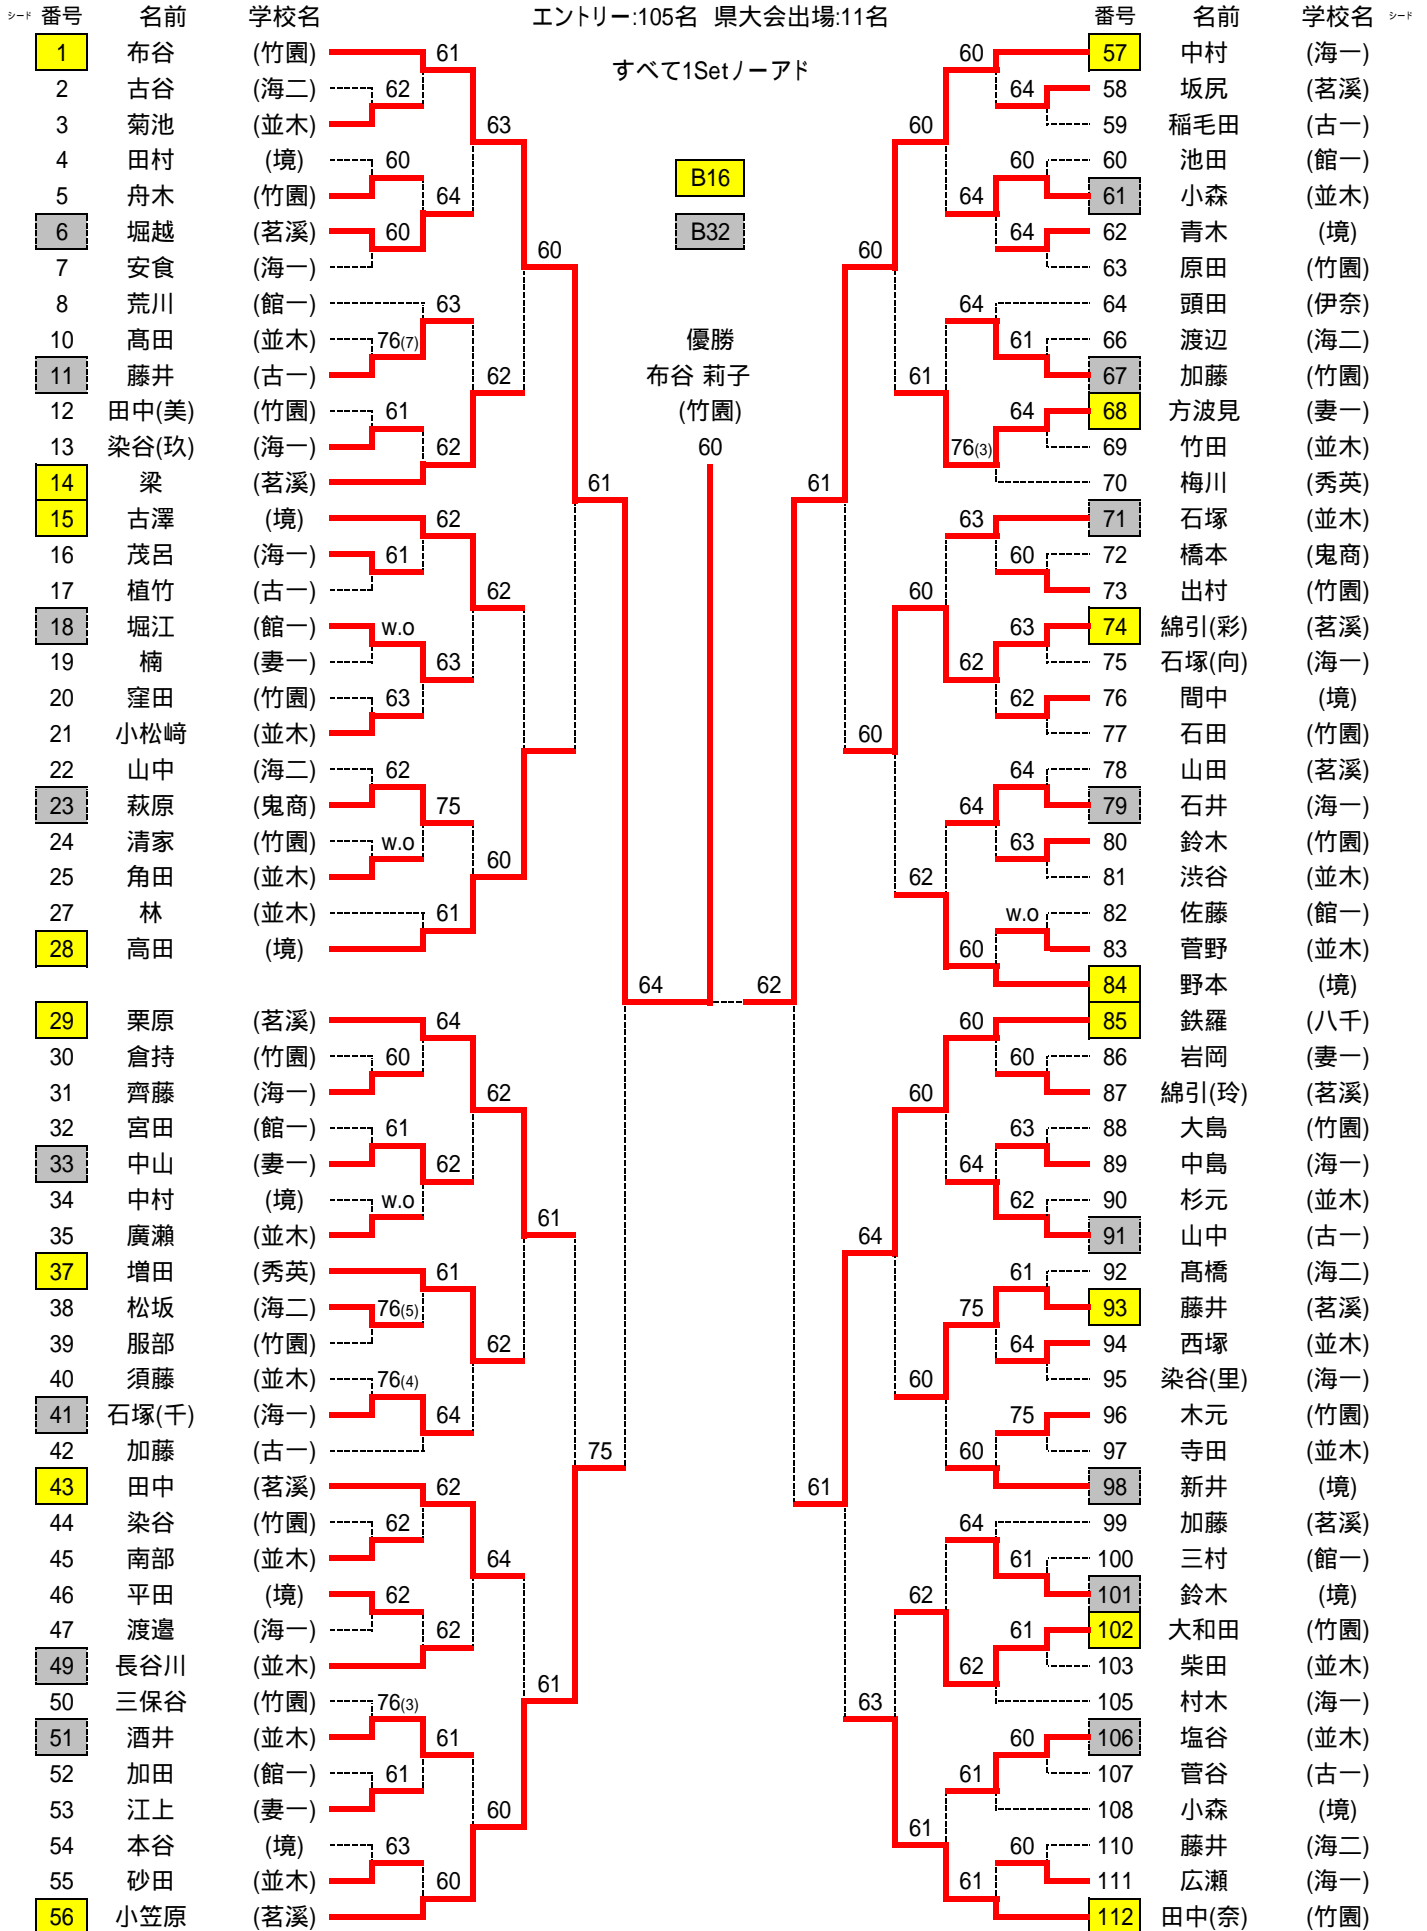 シード 番号 名前 学校名 エントリー:105名 県大会出場:11名 番号 名前 学校名 シード
すべて1Setノーアド
B16
B32
優勝
布谷 莉子
(竹園)
60
1 布谷 (竹園) 61
2 古谷 (海二) 62
3 菊池 (並木) 63
4 田村 (境) 60
5 舟木 (竹園) 64
6 堀越 (茗溪) 60
7 安食 (海一) 60
8 荒川 (館一) 63
10 髙田 (並木) 76(7)
11 藤井 (古一) 62
12 田中(美) (竹園) 61
13 染谷(玖) (海一) 62
14 梁 (茗溪) 61
15 古澤 (境) 62
16 茂呂 (海一) 61
17 植竹 (古一) 62
18 堀江 (館一) w.o
19 楠 (妻一) 63
20 窪田 (竹園) 63
21 小松﨑 (並木)
22 山中 (海二) 62
23 萩原 (鬼商) 75
24 清家 (竹園) w.o
25 角田 (並木) 60
27 林 (並木) 61
28 高田 (境)
64
29 栗原 (茗溪) 64
30 倉持 (竹園) 60
31 齊藤 (海一) 62
32 宮田 (館一) 61
33 中山 (妻一) 62
34 中村 (境) w.o
35 廣瀨 (並木) 61
37 増田 (秀英) 61
38 松坂 (海二) 76(5)
39 服部 (竹園) 62
40 須藤 (並木) 76(4)
41 石塚(千) (海一) 64
42 加藤 (古一) 75
43 田中 (茗溪) 62
44 染谷 (竹園) 62
45 南部 (並木) 64
46 平田 (境) 62
47 渡邉 (海一) 62
49 長谷川 (並木)
50 三保谷 (竹園) 76(3) 61
51 酒井 (並木) 61
52 加田 (館一) 61
53 江上 (妻一) 60
54 本谷 (境) 63
55 砂田 (並木) 60
56 小笠原 (茗溪)
60 57 中村 (海一)
64 58 坂尻 (茗溪)
60 59 稲毛田 (古一)
60 60 池田 (館一)
64 61 小森 (並木)
64 62 青木 (境)
60 63 原田 (竹園)
64 64 頭田 (伊奈)
61 66 渡辺 (海二)
61 67 加藤 (竹園)
64 68 方波見 (妻一)
76(3) 69 竹田 (並木)
61 70 梅川 (秀英)
63 71 石塚 (並木)
60 72 橋本 (鬼商)
60 73 出村 (竹園)
63 74 綿引(彩) (茗溪)
62 75 石塚(向) (海一)
62 76 間中 (境)
60 77 石田 (竹園)
64 78 山田 (茗溪)
64 79 石井 (海一)
63 80 鈴木 (竹園)
62 81 渋谷 (並木)
w.o 82 佐藤 (館一)
60 83 菅野 (並木)
62 84 野本 (境)
60 85 鉄羅 (八千)
60 86 岩岡 (妻一)
60 87 綿引(玲) (茗溪)
63 88 大島 (竹園)
64 89 中島 (海一)
62 90 杉元 (並木)
64 91 山中 (古一)
61 92 髙橋 (海二)
75 93 藤井 (茗溪)
64 94 西塚 (並木)
60 95 染谷(里) (海一)
75 96 木元 (竹園)
60 97 寺田 (並木)
61 98 新井 (境)
64 99 加藤 (茗溪)
61 100 三村 (館一)
62 101 鈴木 (境)
61 102 大和田 (竹園)
62 103 柴田 (並木)
63 105 村木 (海一)
60 106 塩谷 (並木)
61 107 菅谷 (古一)
108 小森 (境)
61 60 110 藤井 (海二)
61 111 広瀬 (海一)
112 田中(奈) (竹園)